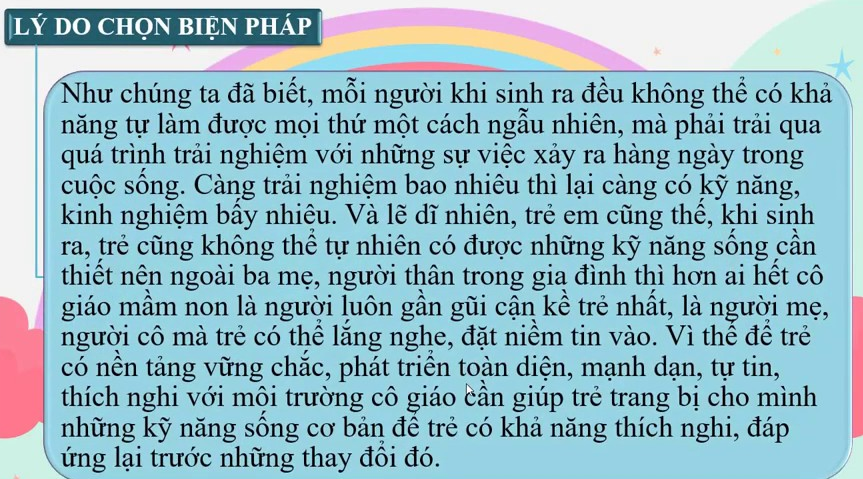 LÝ DO CHỌN BIỆN PHÁP
Như chúng ta đã biết, mỗi người khi sinh ra đều không thể có khả
năng tự làm được mọi thứ một cách ngẫu nhiên, mà phải trải qua
quá trình trải nghiệm với những sự việc xảy ra hàng ngày trong
cuộc sống. Càng trải nghiệm bao nhiêu thì lại càng có kỹ năng,
kinh nghiệm bấy nhiêu. Và lẽ dĩ nhiên, trẻ em cũng thế, khi sinh
ra, trẻ cũng không thể tự nhiên có được những kỹ năng sống cần
thiết nên ngoài ba mẹ, người thân trong gia đình thì hơn ai hết cô
giáo mầm non là người luôn gần gũi cận kề trẻ nhất, là người mẹ,
người cô mà trẻ có thể lắng nghe, đặt niềm tin vào. Vì thế để trẻ
có nền tảng vững chắc, phát triển toàn diện, mạnh dạn, tự tin,
thích nghi với môi trường cô giáo cần giúp trẻ trang bị cho mình
những kỹ năng sống cơ bản để trẻ có khả năng thích nghi, đáp
ứng lại trước những thay đổi đó.